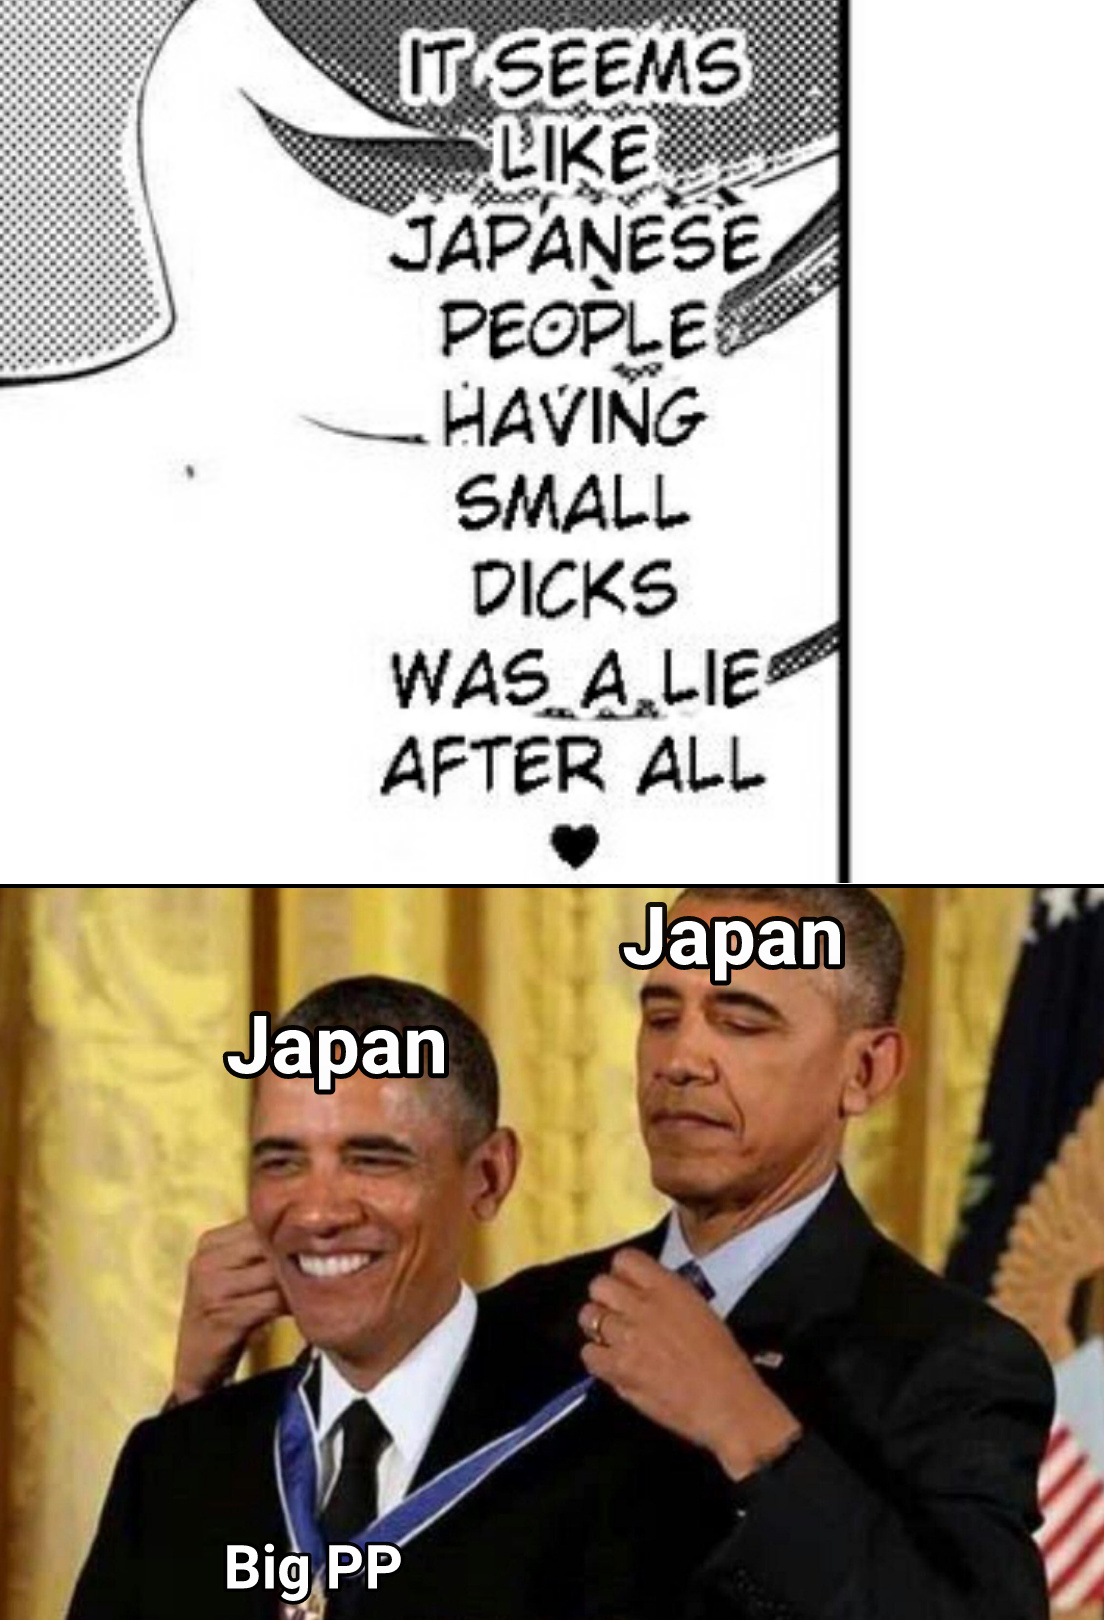 IT SEEMS
LIKE
JAPANESE
PEOPLE
HAVING
SMALL
DICKS
WAS A LIE
AFTER ALL
♥
Japan
Japan
Big PP